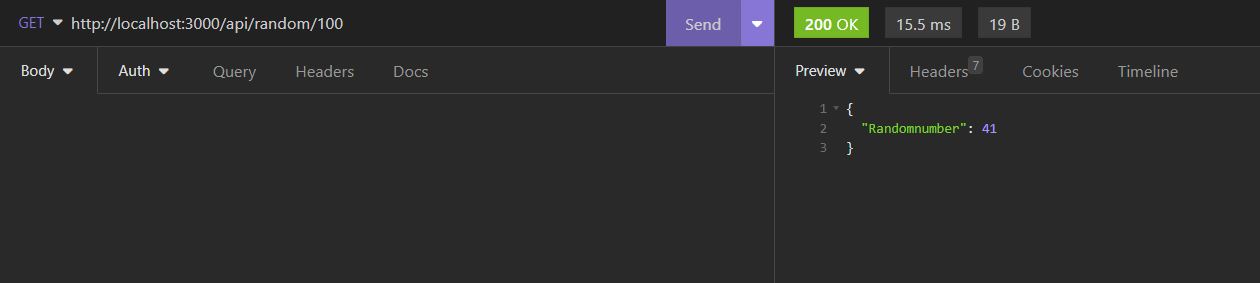 GET http://localhost:3000/api/random/100 Send 200 OK 15.5 ms 19 B
Body Auth Query Headers Docs Preview Headers 7 Cookies Timeline
1 {
2 "Randomnumber": 41
3 }